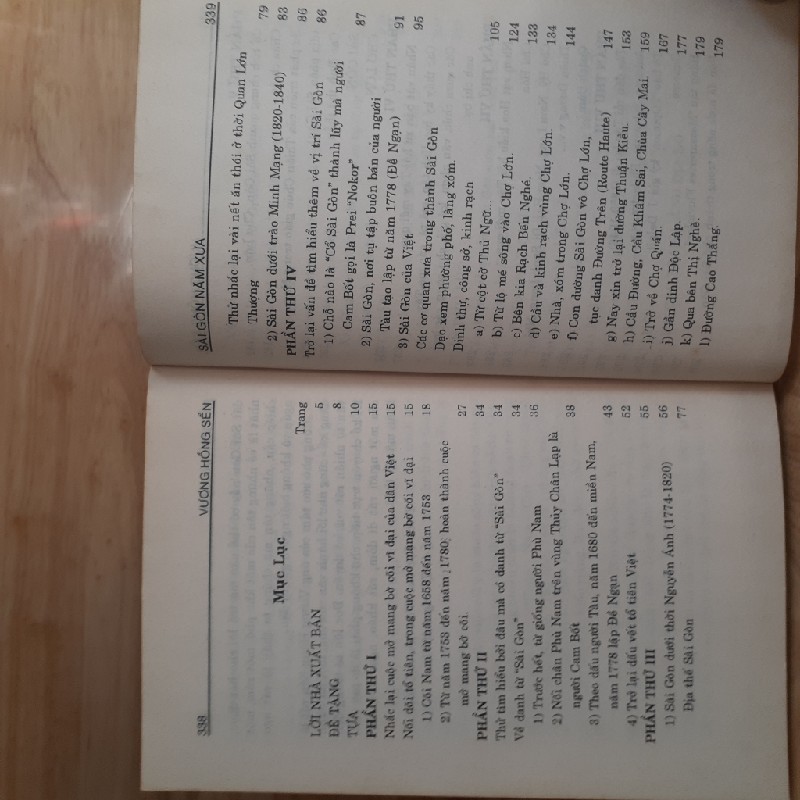 338 VƯƠNG HỒNG SỂN
Mục Lục
Trang
LỜI NHÀ XUẤT BẢN 5
ĐỀ TẶNG 8
TỰA 10
PHẦN THỨ I 15
Nhắc lại cuộc mở mang bờ cõi vĩ đại của dân Việt 15
Nối dõi tổ tiên, trong cuộc mở mang bờ cõi vĩ đại 15
1) Cõi Nam từ năm 1658 đến năm 1753 18
2) Từ năm 1753 đến năm 1780, hoàn thành cuộc
mở mang bờ cõi 27
PHẦN THỨ II 34
Thử tìm hiểu bởi đâu mà có danh từ "Sài Gòn" 34
Về danh từ "Sài Gòn" 34
1) Trước hết, từ giống người Phù Nam 36
2) Nối chân Phù Nam trên vùng Thủy Chân Lạp là
người Cam Bốt 38
3) Theo dấu người Tàu, năm 1680 đến miền Nam,
năm 1778 lập Đề Ngạn 43
4) Trở lại dấu vết tổ tiên Việt 52
PHẦN THỨ III 55
1) Sài Gòn dưới thời Nguyễn Ánh (1774-1820) 56
Địa thế Sài Gòn 77
SÀI GÒN NĂM XƯA 339
Thử nhắc lại vài nết ăn thói ở thời Quan Lớn
Thượng 79
2) Sài Gòn dưới trào Minh Mạng (1820-1840) 83
PHẦN THỨ IV 86
Trở lại vấn đề tìm hiểu thêm về vị trí Sài Gòn 86
1) Chỗ nào là "Cổ Sài Gòn" thành lũy mà người
Cam Bốt gọi là Prei "Nokor" 87
2) Sài Gòn, nơi tụ tập buôn bán của người
Tàu tạo lập từ năm 1778 (Đề Ngạn) 91
3) Sài Gòn của Việt 95
Các cơ quan xưa trong thành Sài Gòn
Dạo xem phường phố, làng xóm.
Dinh thự, công sở, kinh rạch
a) Từ cột cờ Thủ Ngữ... 105
b) Từ lộ mé sông vào Chợ Lớn. 124
c) Bên kia Rạch Bến Nghé. 133
d) Cầu và kinh rạch vùng Chợ Lớn. 134
e) Nhà, xóm trong Chợ Lớn. 144
f) Con đường Sài Gòn vô Chợ Lớn,
tục danh Đường Trên (Route Haute) 147
g) Nay xin trở lại đường Thuận Kiều. 153
h) Cầu Đường, Cầu Khâm Sai, Chùa Cây Mai. 159
i) Trở về Chợ Quán. 167
j) Gần dinh Độc Lập. 177
k) Qua bên Thị Nghè. 179
l) Đường Cao Thắng. 179